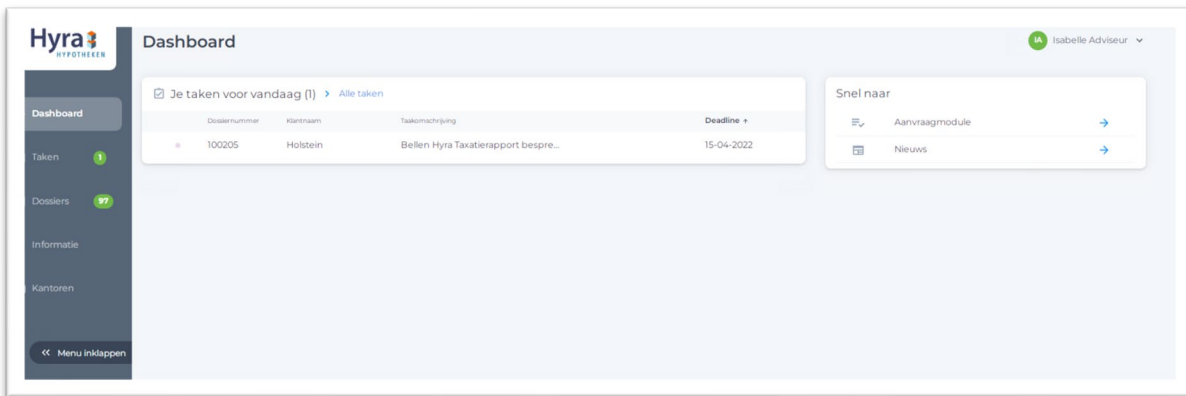 Hyra
HYPOTHEKEN
Dashboard
IA Isabelle Adviseur
Dashboard
Taken 1
Dossiers 97
Informatie
Kantoren
Menu inklappen
Je taken voor vandaag (1) Alle taken
Dossiernummer Klantnaam Taakomschrijving Deadline ↑
100205 Holstein Bellen Hyra Taxatierapport bespre... 15-04-2022
Snel naar
Aanvraagmodule
Nieuws